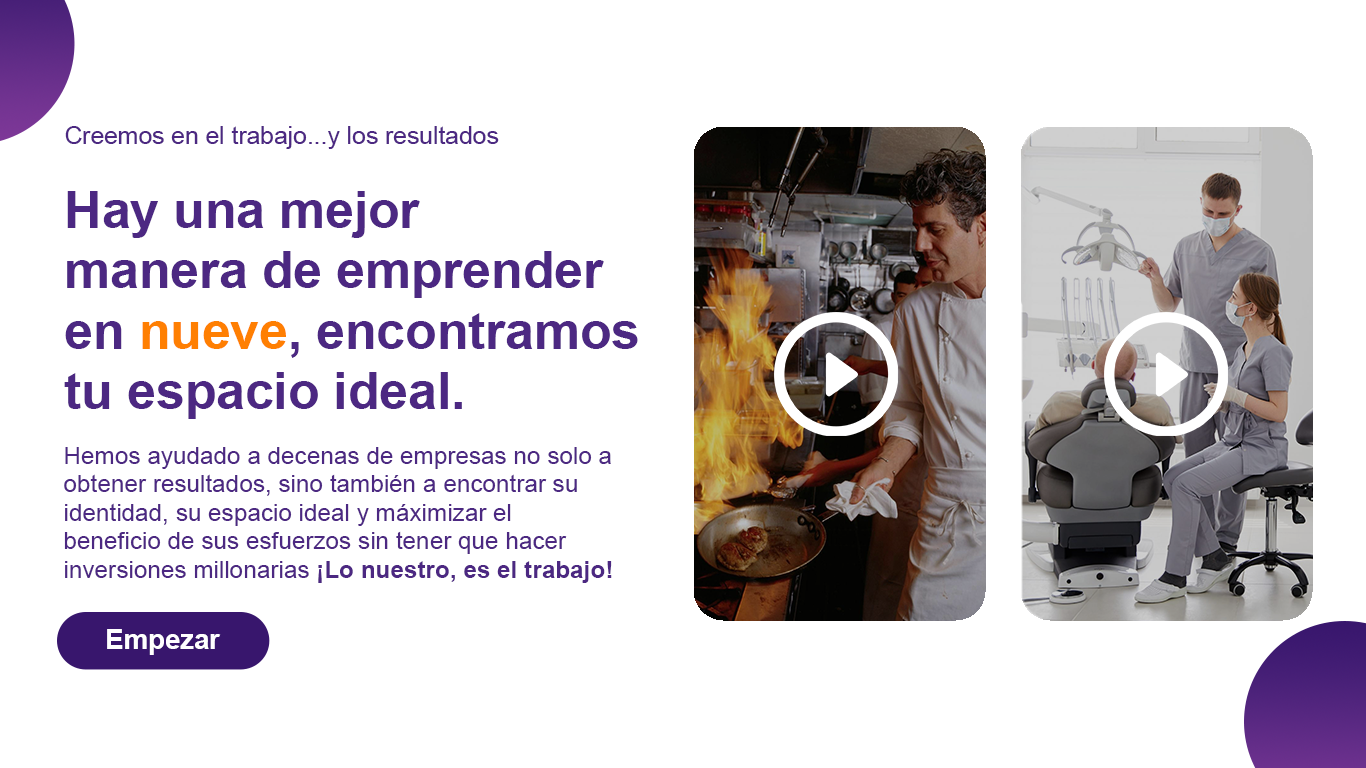 Creemos en el trabajo...y los resultados
Hay una mejor
manera de emprender
en nueve, encontramos
tu espacio ideal.
Hemos ayudado a decenas de empresas no solo a
obtener resultados, sino también a encontrar su
identidad, su espacio ideal y máximizar el
beneficio de sus esfuerzos sin tener que hacer
inversiones millonarias ¡Lo nuestro, es el trabajo!
Empezar